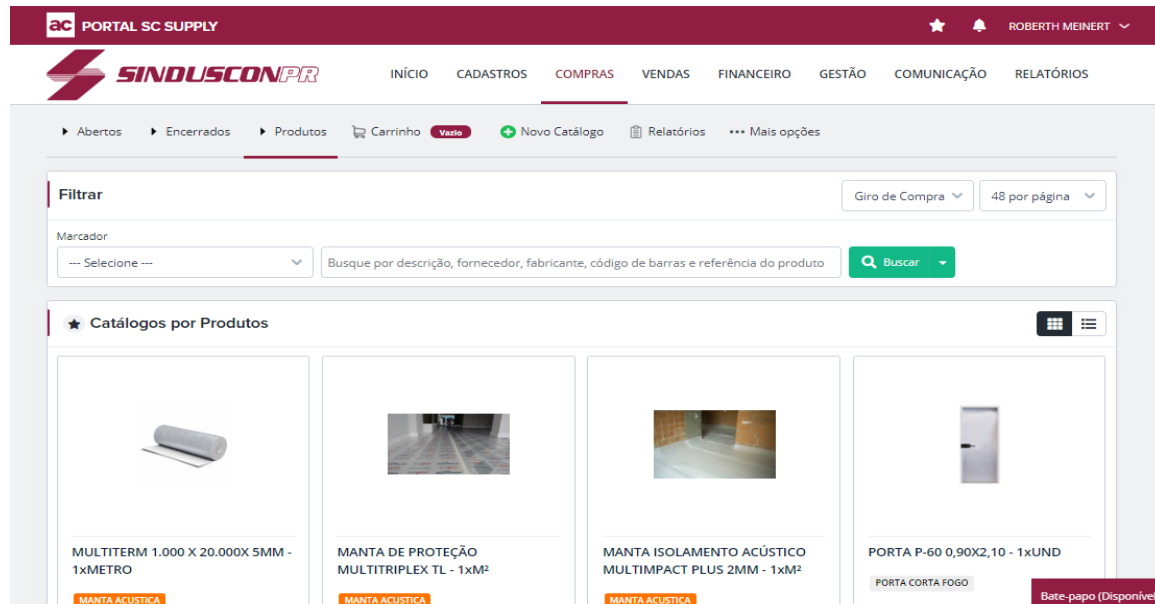 ac PORTAL SC SUPPLY ROBERTH MEINERT
SINDUSCONPR INÍCIO CADASTROS COMPRAS VENDAS FINANCEIRO GESTÃO COMUNICAÇÃO RELATÓRIOS
Abertos Encerrados Produtos Carrinho Vazio Novo Catálogo Relatórios ••• Mais opções
Filtrar Giro de Compra 48 por página
Marcador
--- Selecione --- Busque por descrição, fornecedor, fabricante, código de barras e referência do produto Buscar
Catálogos por Produtos
MULTITERM 1.000 X 20.000X 5MM -
1xMETRO
MANTA ACUSTICA
MANTA DE PROTEÇÃO
MULTITRIPLEX TL - 1xM²
MANTA ACUSTICA
MANTA ISOLAMENTO ACÚSTICO
MULTIMPACT PLUS 2MM - 1xM²
MANTA ACUSTICA
PORTA P-60 0,90X2,10 - 1xUND
PORTA CORTA FOGO
Bate-papo (Disponível